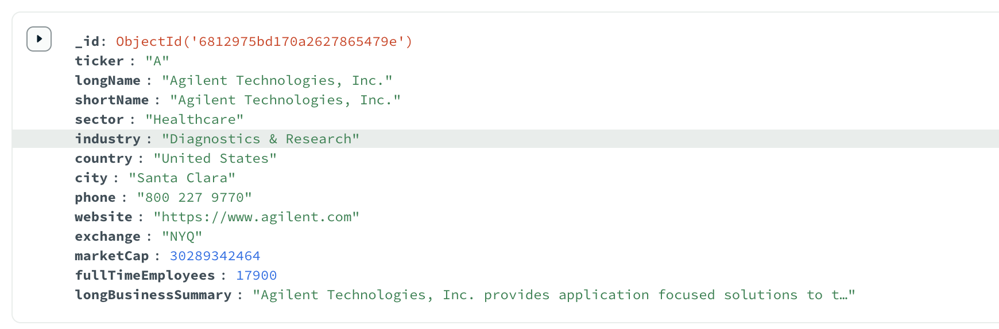 _id: ObjectId('6812975bd170a2627865479e')
ticker : "A"
longName : "Agilent Technologies, Inc."
shortName : "Agilent Technologies, Inc."
sector : "Healthcare"
industry : "Diagnostics & Research"
country : "United States"
city : "Santa Clara"
phone : "800 227 9770"
website : "https://www.agilent.com"
exchange : "NYQ"
marketCap : 30289342464
fullTimeEmployees : 17900
longBusinessSummary : "Agilent Technologies, Inc. provides application focused solutions to t…"